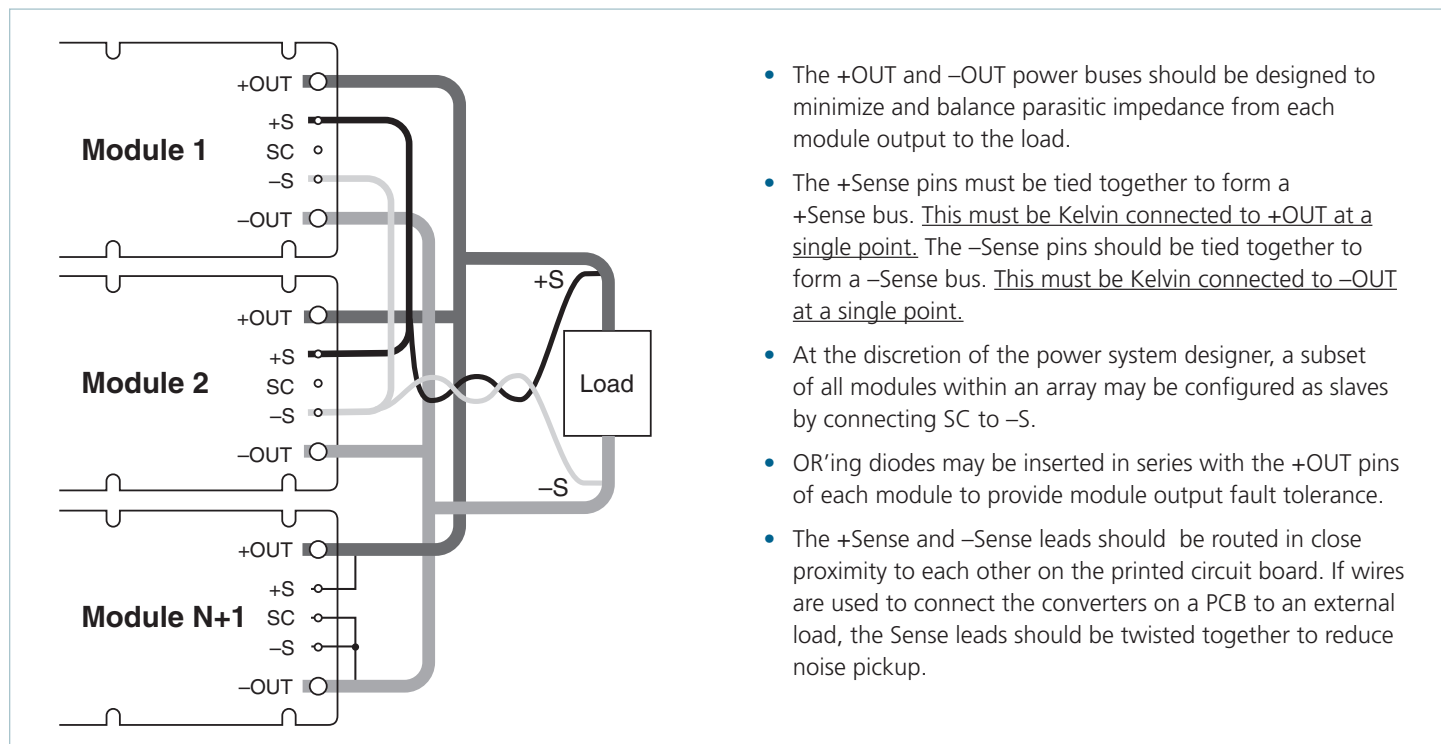 +OUT
+S
Module 1
SC
–S
–OUT
+OUT
+S
Module 2
SC
–S
–OUT
+OUT
+S
Module N+1
SC
–S
–OUT
+S
Load
–S
• The +OUT and –OUT power buses should be designed to
minimize and balance parasitic impedance from each
module output to the load.
• The +Sense pins must be tied together to form a
+Sense bus. This must be Kelvin connected to +OUT at a
single point. The –Sense pins should be tied together to
form a –Sense bus. This must be Kelvin connected to –OUT
at a single point.
• At the discretion of the power system designer, a subset
of all modules within an array may be configured as slaves
by connecting SC to –S.
• OR'ing diodes may be inserted in series with the +OUT pins
of each module to provide module output fault tolerance.
• The +Sense and –Sense leads should be routed in close
proximity to each other on the printed circuit board. If wires
are used to connect the converters on a PCB to an external
load, the Sense leads should be twisted together to reduce
noise pickup.